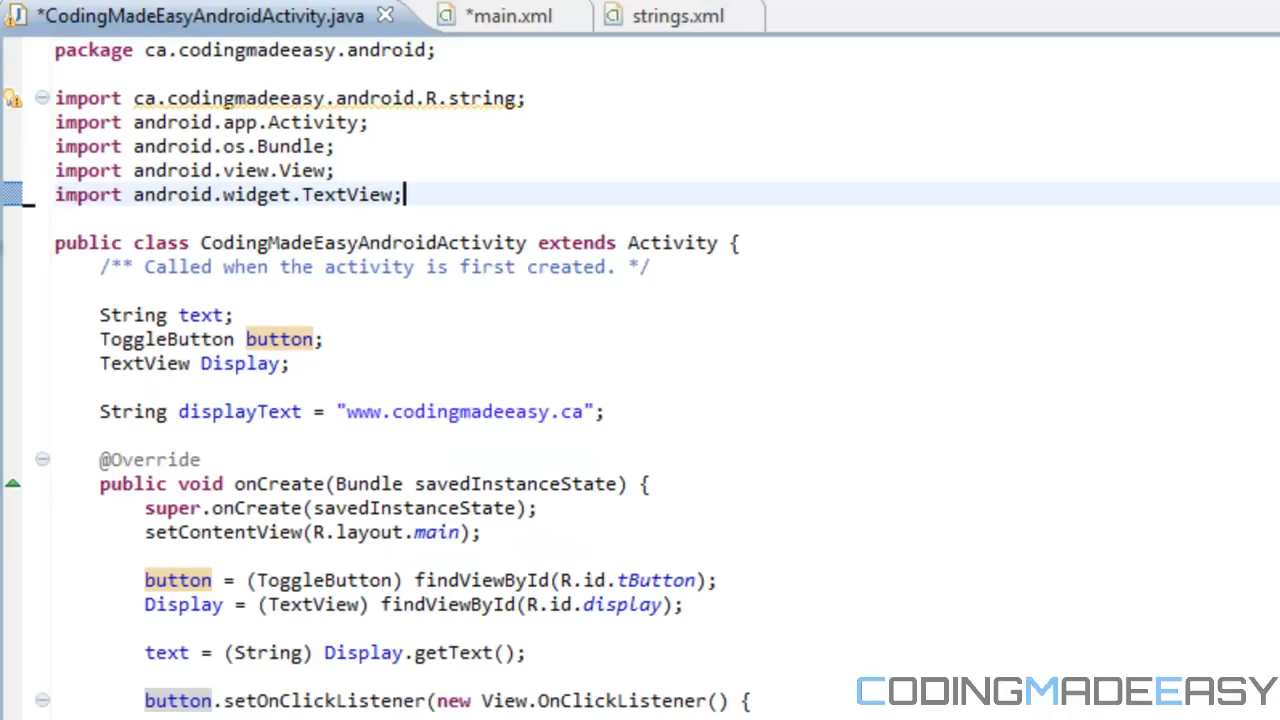 *CodingMadeEasyAndroidActivity.java *main.xml strings.xml
package ca.codingmadeeasy.android;
import ca.codingmadeeasy.android.R.string;
import android.app.Activity;
import android.os.Bundle;
import android.view.View;
import android.widget.TextView;
public class CodingMadeEasyAndroidActivity extends Activity {
/** Called when the activity is first created. */
String text;
ToggleButton button;
TextView Display;
String displayText = "www.codingmadeeasy.ca";
@Override
public void onCreate(Bundle savedInstanceState) {
super.onCreate(savedInstanceState);
setContentView(R.layout.main);
button = (ToggleButton) findViewById(R.id.tButton);
Display = (TextView) findViewById(R.id.display);
text = (String) Display.getText();
button.setOnClickListener(new View.OnClickListener() {
CODINGMADEEASY